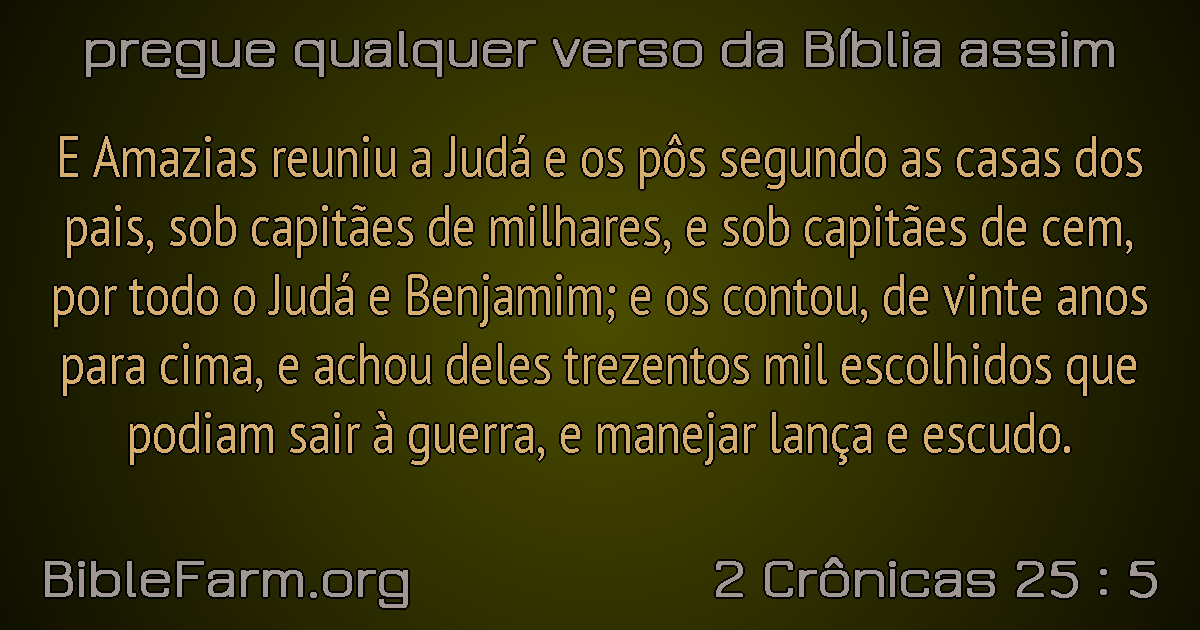 pregue qualquer verso da Bíblia assim
E Amazias reuniu a Judá e os pôs segundo as casas dos
pais, sob capitães de milhares, e sob capitães de cem,
por todo o Judá e Benjamim; e os contou, de vinte anos
para cima, e achou deles trezentos mil escolhidos que
podiam sair à guerra, e manejar lança e escudo.
BibleFarm.org
2 Crônicas 25 : 5